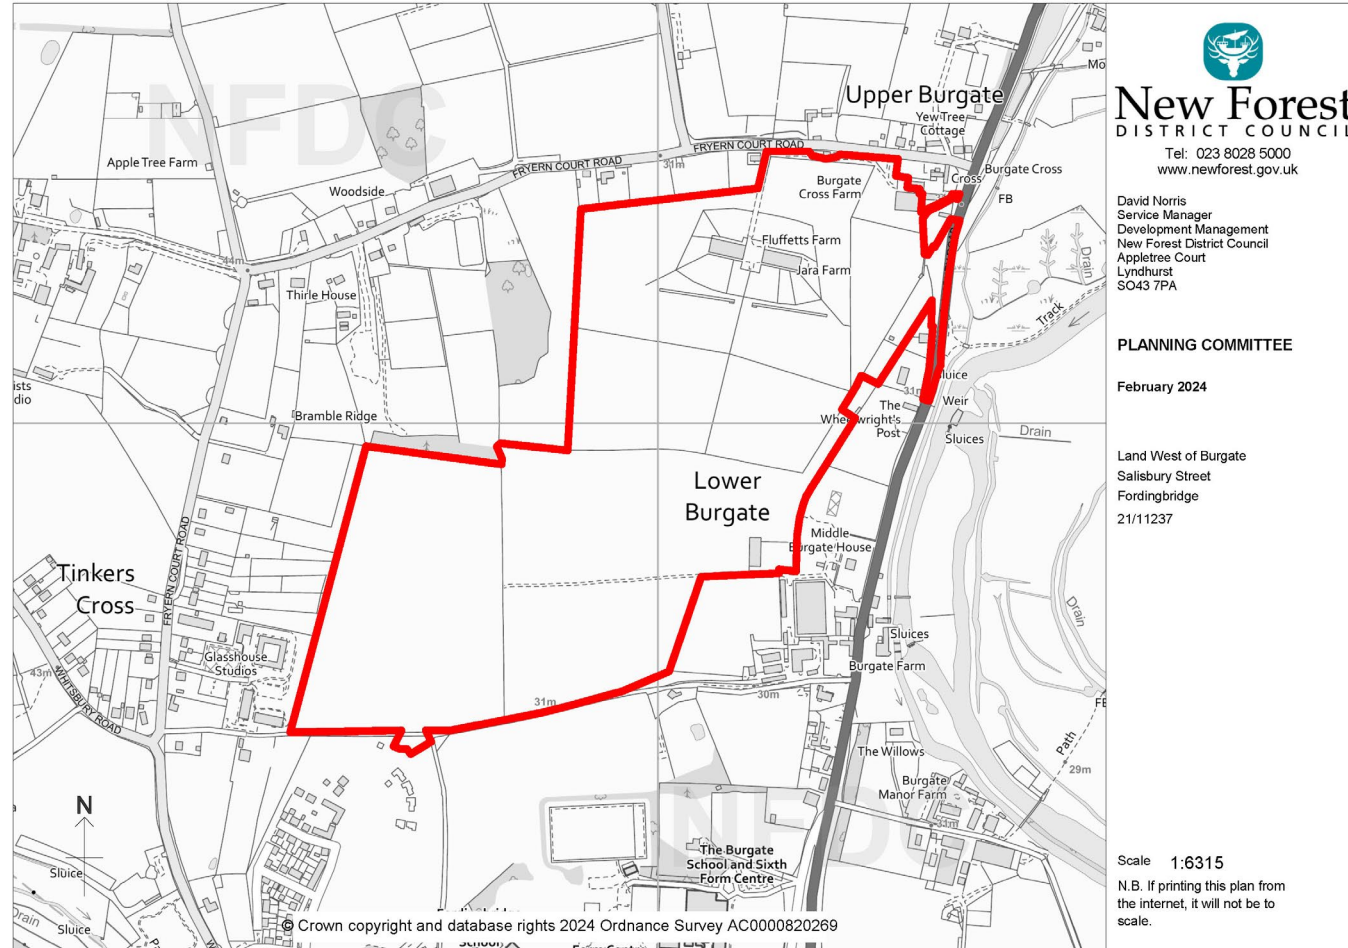 NFDC
Upper Burgate
Yew Tree
Cottage
Mo
FRYERN COURT ROAD
Apple Tree Farm
FRYERN COURT ROAD
31m
Burgate Cross
Woodside
Burgate
Cross Farm
Cross
FB
Fluffetts Farm
Jara Farm
Drain
44m
Thirle House
Track
ists
dio
Bramble Ridge
31m
luice
Weir
The
Wheelwright's
Post
Sluices
Drain
Lower
Burgate
FRYERN COURT ROAD
Middle
Burgate House
Tinkers
Cross
Drain
Glasshouse
Studios
Sluices
Burgate Farm
43m
WHITSBURY ROAD
31m
30m
FB
The Willows
Path
29m
Burgate
Manor Farm
31m
NFDC
N
The Burgate
School and Sixth
Form Centre
Sluice
Drain
Sluice
© Crown copyright and database rights 2024 Ordnance Survey AC0000820269
School
New Forest
DISTRICT COUNCIL
Tel: 023 8028 5000
www.newforest.gov.uk
David Norris
Service Manager
Development Management
New Forest District Council
Appletree Court
Lyndhurst
SO43 7PA
PLANNING COMMITTEE
February 2024
Land West of Burgate
Salisbury Street
Fordingbridge
21/11237
Scale 1:6315
N.B. If printing this plan from
the internet, it will not be to
scale.